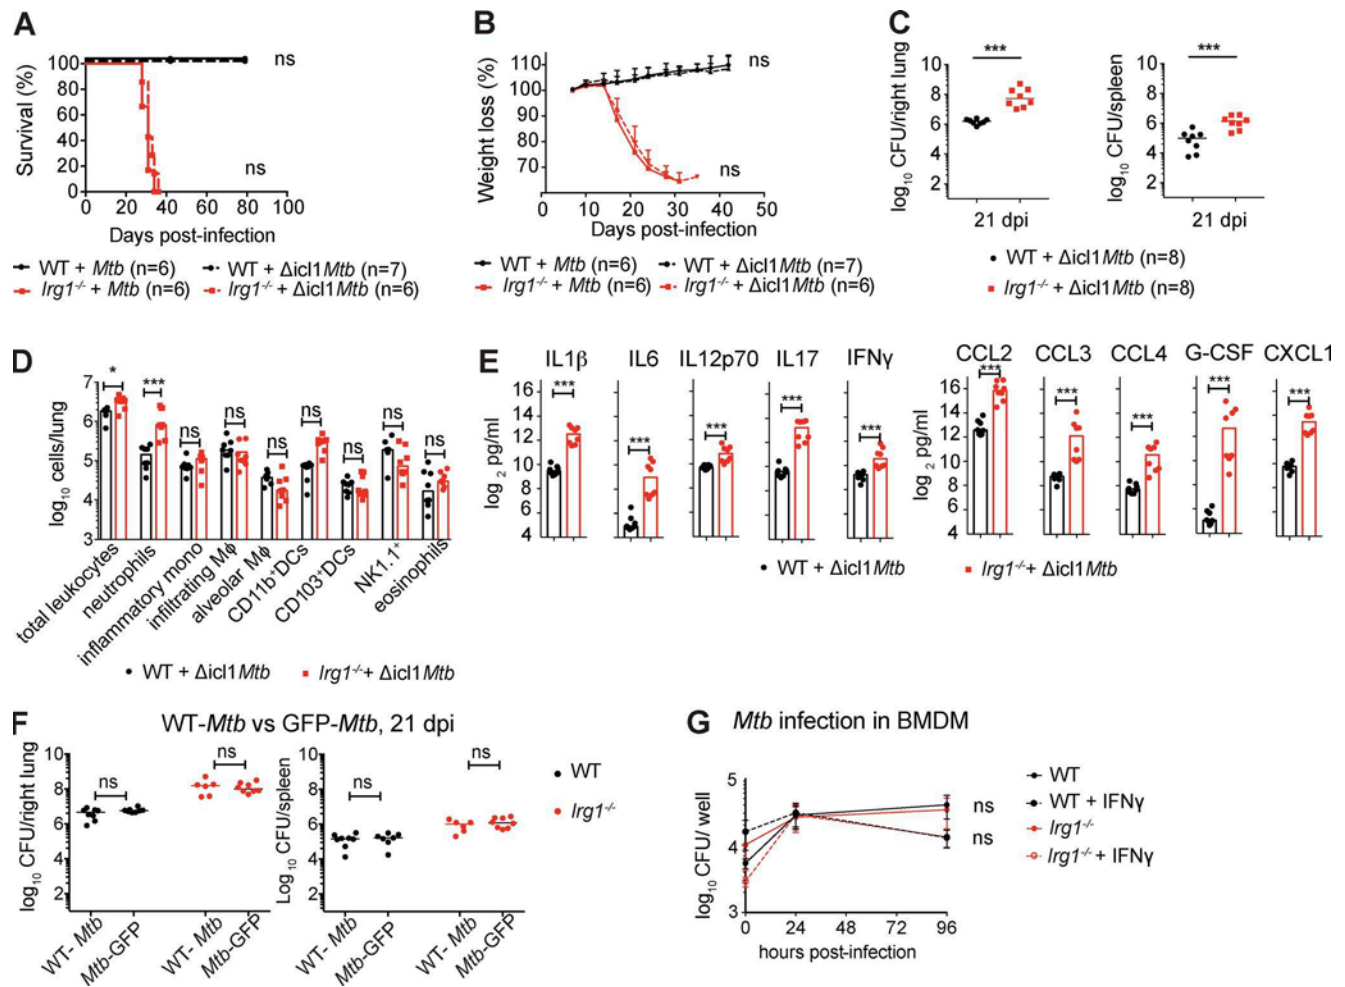 A
Survival (%)
100
80
60
40
20
0
ns
ns
0 20 40 60 80 100
Days post-infection
WT + Mtb (n=6) WT + Δicl1Mtb (n=7)
Irg1-/- + Mtb (n=6) Irg1-/- + Δicl1Mtb (n=6)
B
Weight loss (%)
110
100
90
80
70
ns
ns
0 10 20 30 40 50
Days post-infection
WT + Mtb (n=6) WT + Δicl1Mtb (n=7)
Irg1-/- + Mtb (n=6) Irg1-/- + Δicl1Mtb (n=6)
C
log10 CFU/right lung
10
8
6
4
2
***
21 dpi
log10 CFU/spleen
10
8
6
4
2
***
21 dpi
WT + Δicl1Mtb (n=8)
Irg1-/- + Δicl1Mtb (n=8)
D
log10 cells/lung
7
6
5
4
3
* *** ns ns ns ns ns ns ns
total leukocytes
neutrophils
inflammatory mono
infiltrating Mϕ
alveolar Mϕ
CD11b+DCs
CD103+DCs
NK1.1+
eosinophils
WT + Δicl1Mtb Irg1-/-+ Δicl1Mtb
E
IL1β IL6 IL12p70 IL17 IFNγ
log 2 pg/ml
16
14
12
10
8
6
4
*** *** *** *** ***
CCL2 CCL3 CCL4 G-CSF CXCL1
log 2 pg/ml
16
14
12
10
8
6
4
*** *** *** *** ***
WT + Δicl1Mtb Irg1-/-+ Δicl1Mtb
F
WT-Mtb vs GFP-Mtb, 21 dpi
log10 CFU/right lung
10
8
6
4
2
ns ns
WT- Mtb
Mtb-GFP
WT- Mtb
Mtb-GFP
Log10 CFU/spleen
10
8
6
4
2
ns ns
WT- Mtb
Mtb-GFP
WT- Mtb
Mtb-GFP
WT
Irg1-/-
G
Mtb infection in BMDM
log10 CFU/ well
5
4
3
ns
ns
0 24 48 72 96
hours post-infection
WT
WT + IFNγ
Irg1-/-
Irg1-/- + IFNγ